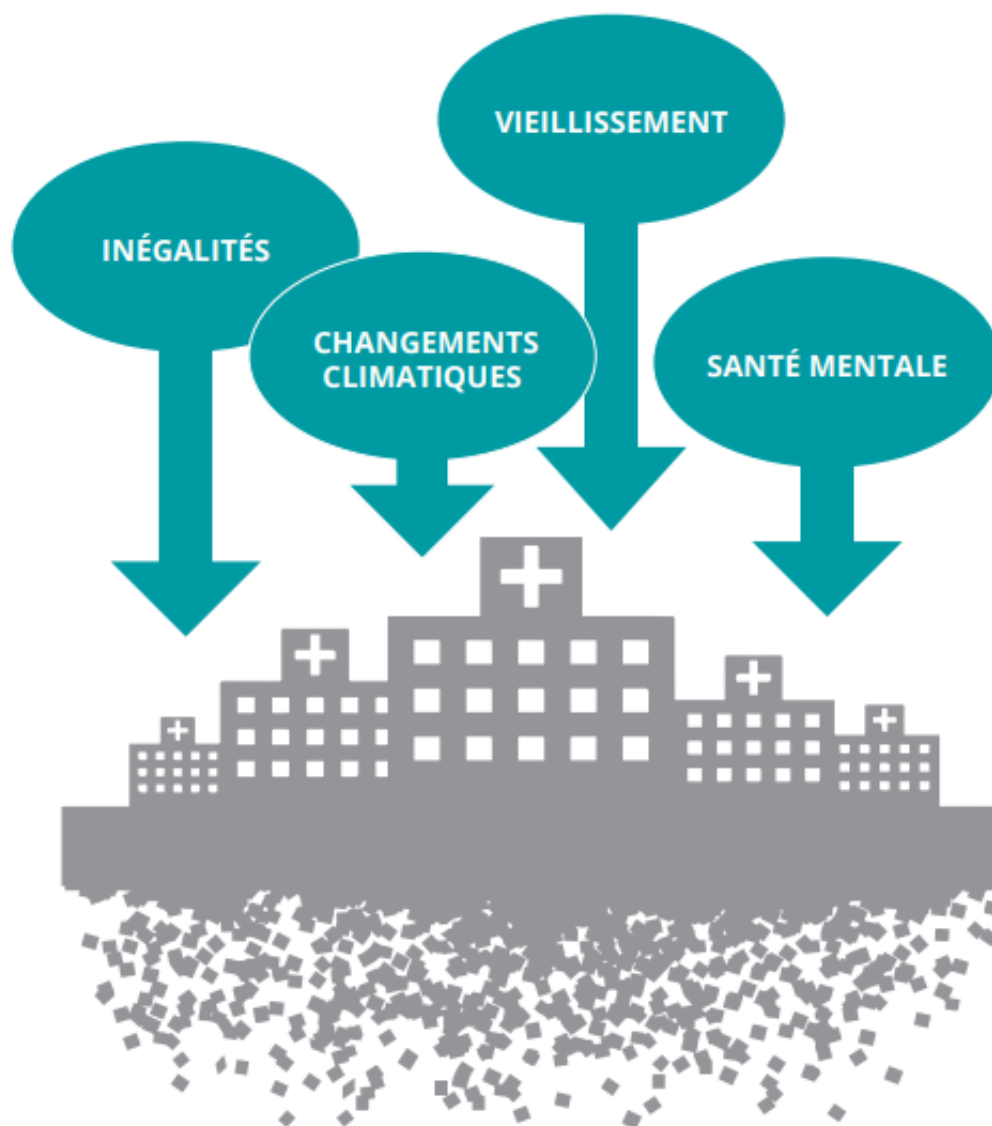 VIEILLISSEMENT
INÉGALITÉS
CHANGEMENTS
CLIMATIQUES
SANTÉ MENTALE